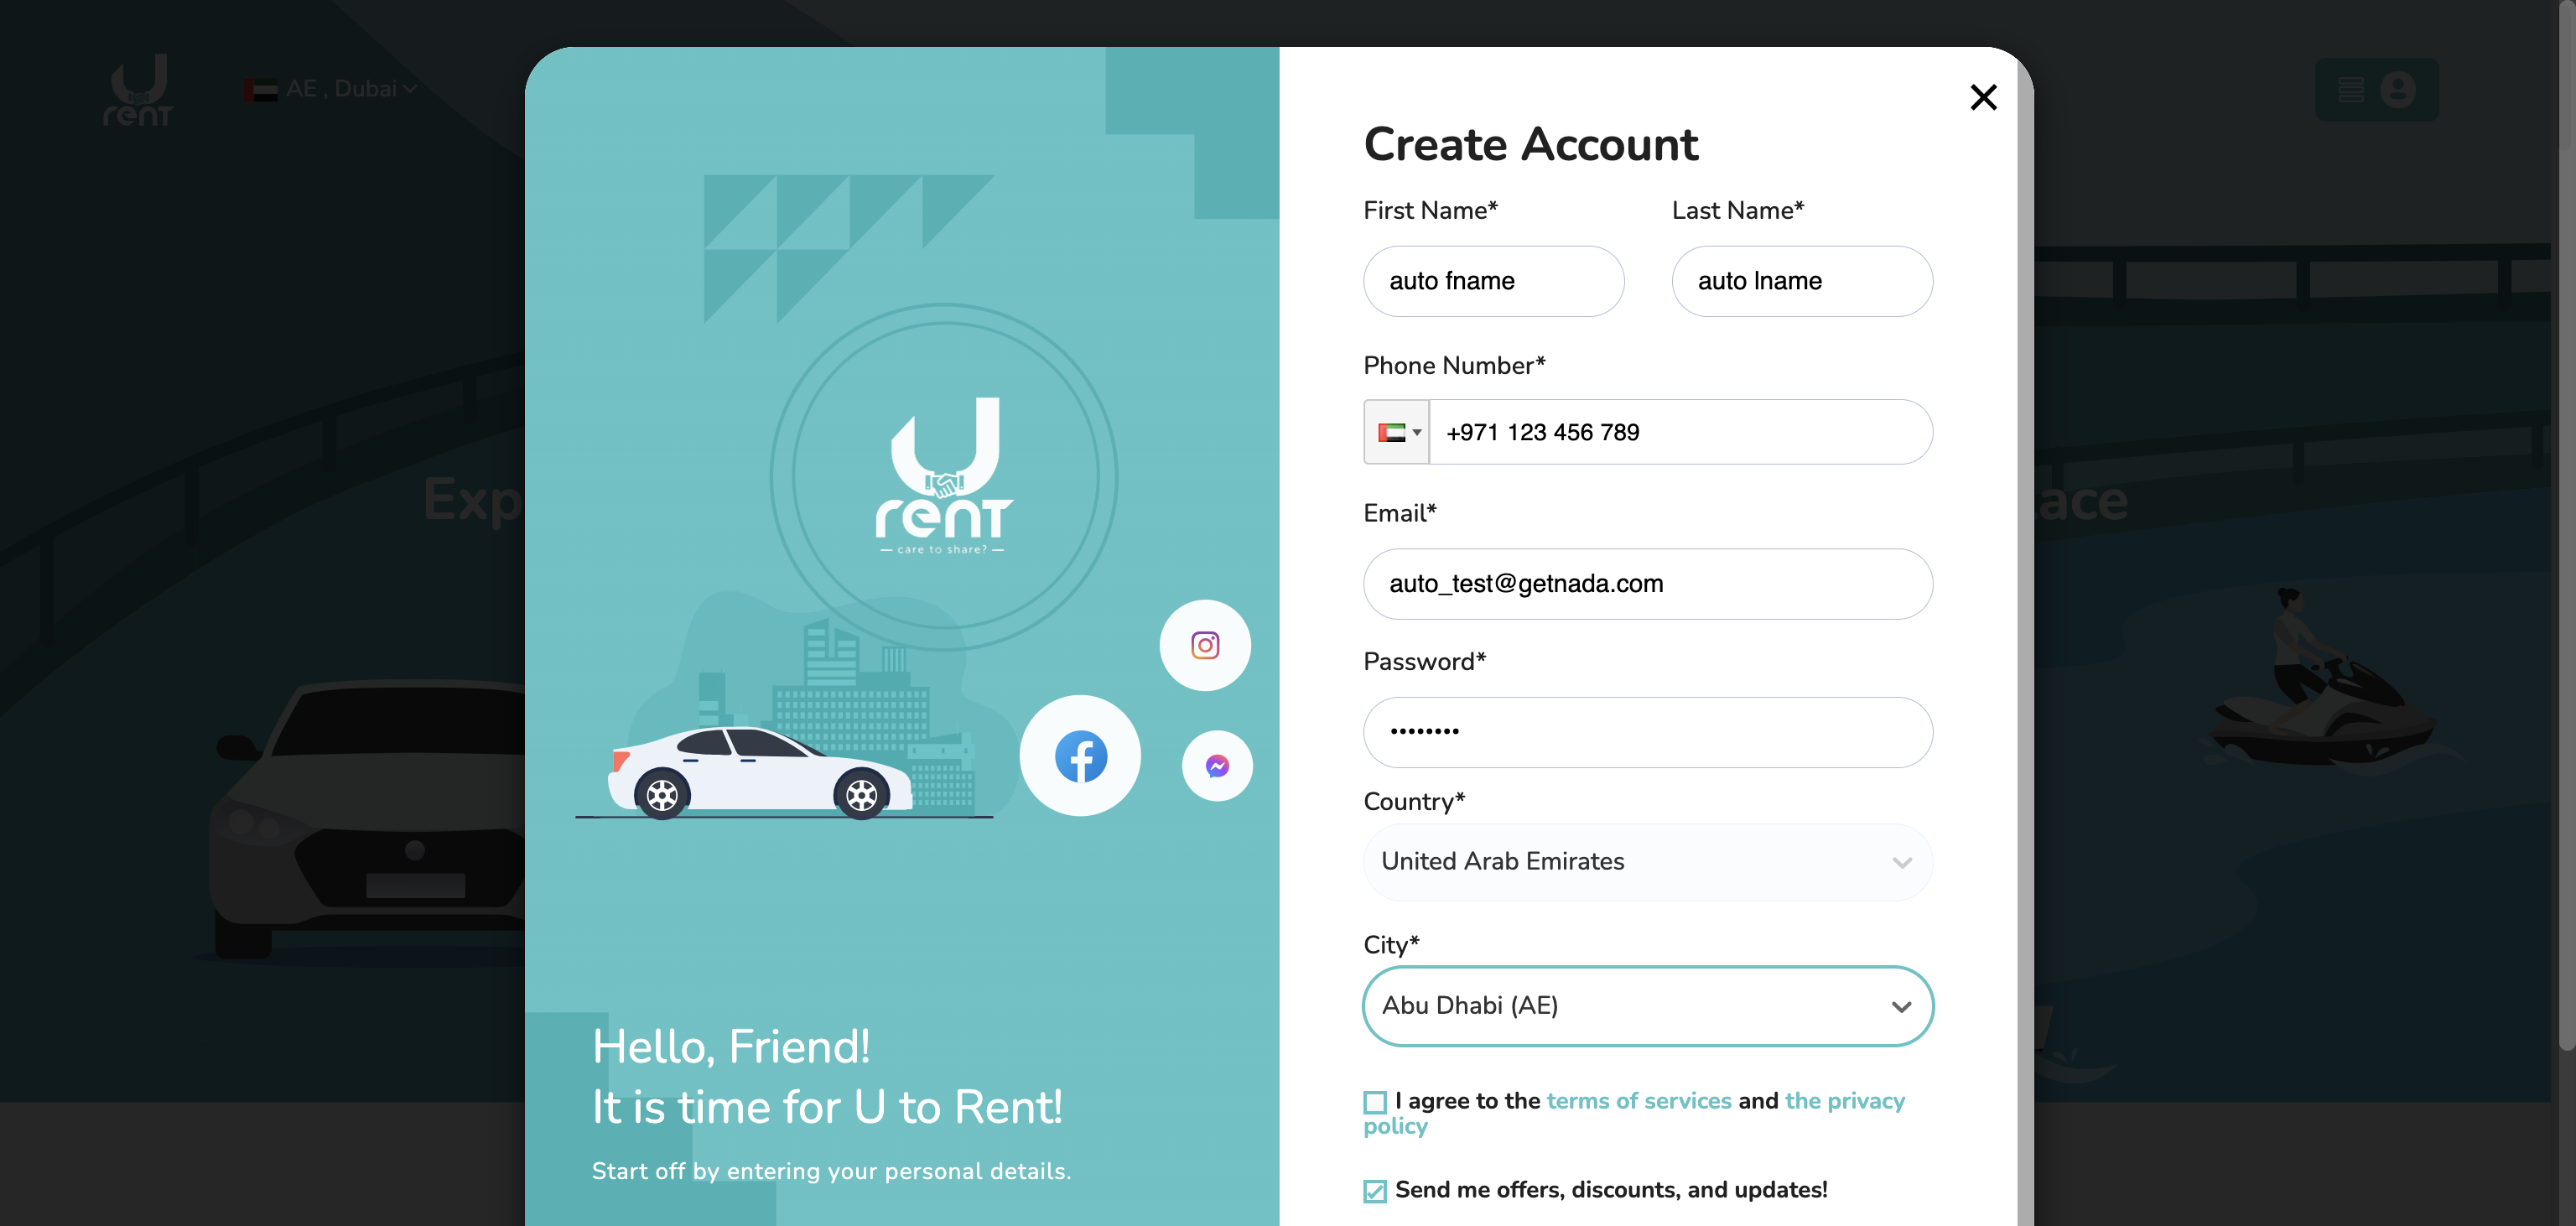 U
rent
AE , Dubai
Exp
lace
U
rent
care to share?
Hello, Friend!
It is time for U to Rent!
Start off by entering your personal details.
Create Account
First Name* Last Name*
auto fname auto lname
Phone Number*
+971 123 456 789
Email*
auto_test@getnada.com
Password*
••••••••
Country*
United Arab Emirates
City*
Abu Dhabi (AE)
I agree to the terms of services and the privacy
policy
Send me offers, discounts, and updates!